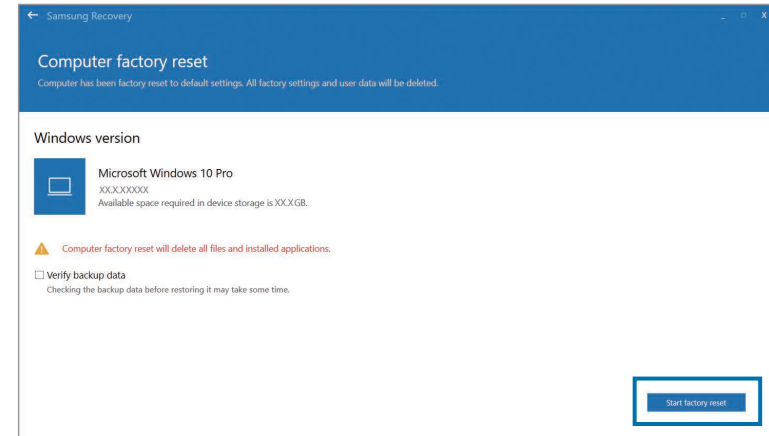 ← Samsung Recovery
Computer factory reset
Computer has been factory reset to default settings. All factory settings and user data will be deleted.
Windows version
Microsoft Windows 10 Pro
XX.X.XXXXX
Available space required in device storage is XX.X GB.
Computer factory reset will delete all files and installed applications.
Verify backup data
Checking the backup data before restoring it may take some time.
Start factory reset